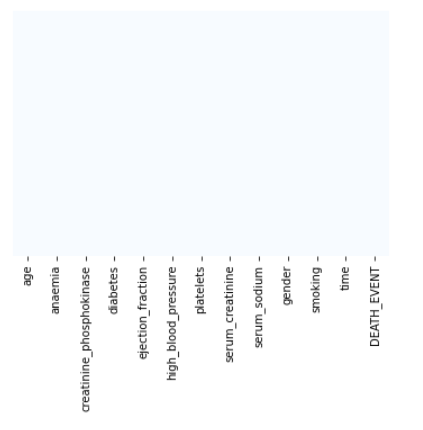 age
anaemia
creatinine_phosphokinase
diabetes
ejection_fraction
high_blood_pressure
platelets
serum_creatinine
serum_sodium
gender
smoking
time
DEATH_EVENT